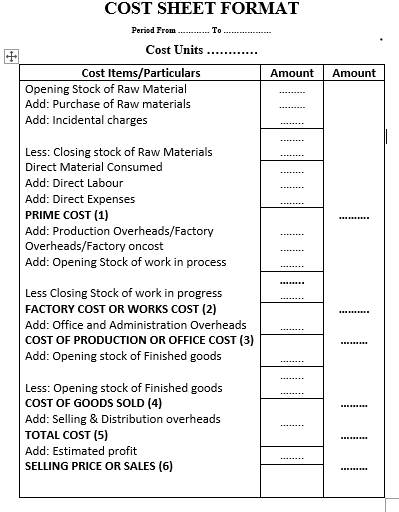 COST SHEET FORMAT
Period From ............ To ..................
Cost Units ............
Cost Items/Particulars Amount Amount
Opening Stock of Raw Material .........
Add: Purchase of Raw materials .........
Add: Incidental charges ........
........
Less: Closing stock of Raw Materials ........
Direct Material Consumed ........
Add: Direct Labour ........
Add: Direct Expenses ........
PRIME COST (1) ..........
Add: Production Overheads/Factory ........
Overheads/Factory oncost ........
Add: Opening Stock of work in process ........
........
Less Closing Stock of work in progress ........
FACTORY COST OR WORKS COST (2) ..........
Add: Office and Administration Overheads ........
COST OF PRODUCTION OR OFFICE COST (3) .........
Add: Opening stock of Finished goods ........
........
Less: Opening stock of Finished goods ........
COST OF GOODS SOLD (4) .........
Add: Selling & Distribution overheads ........
TOTAL COST (5) .........
Add: Estimated profit ........
SELLING PRICE OR SALES (6) .........